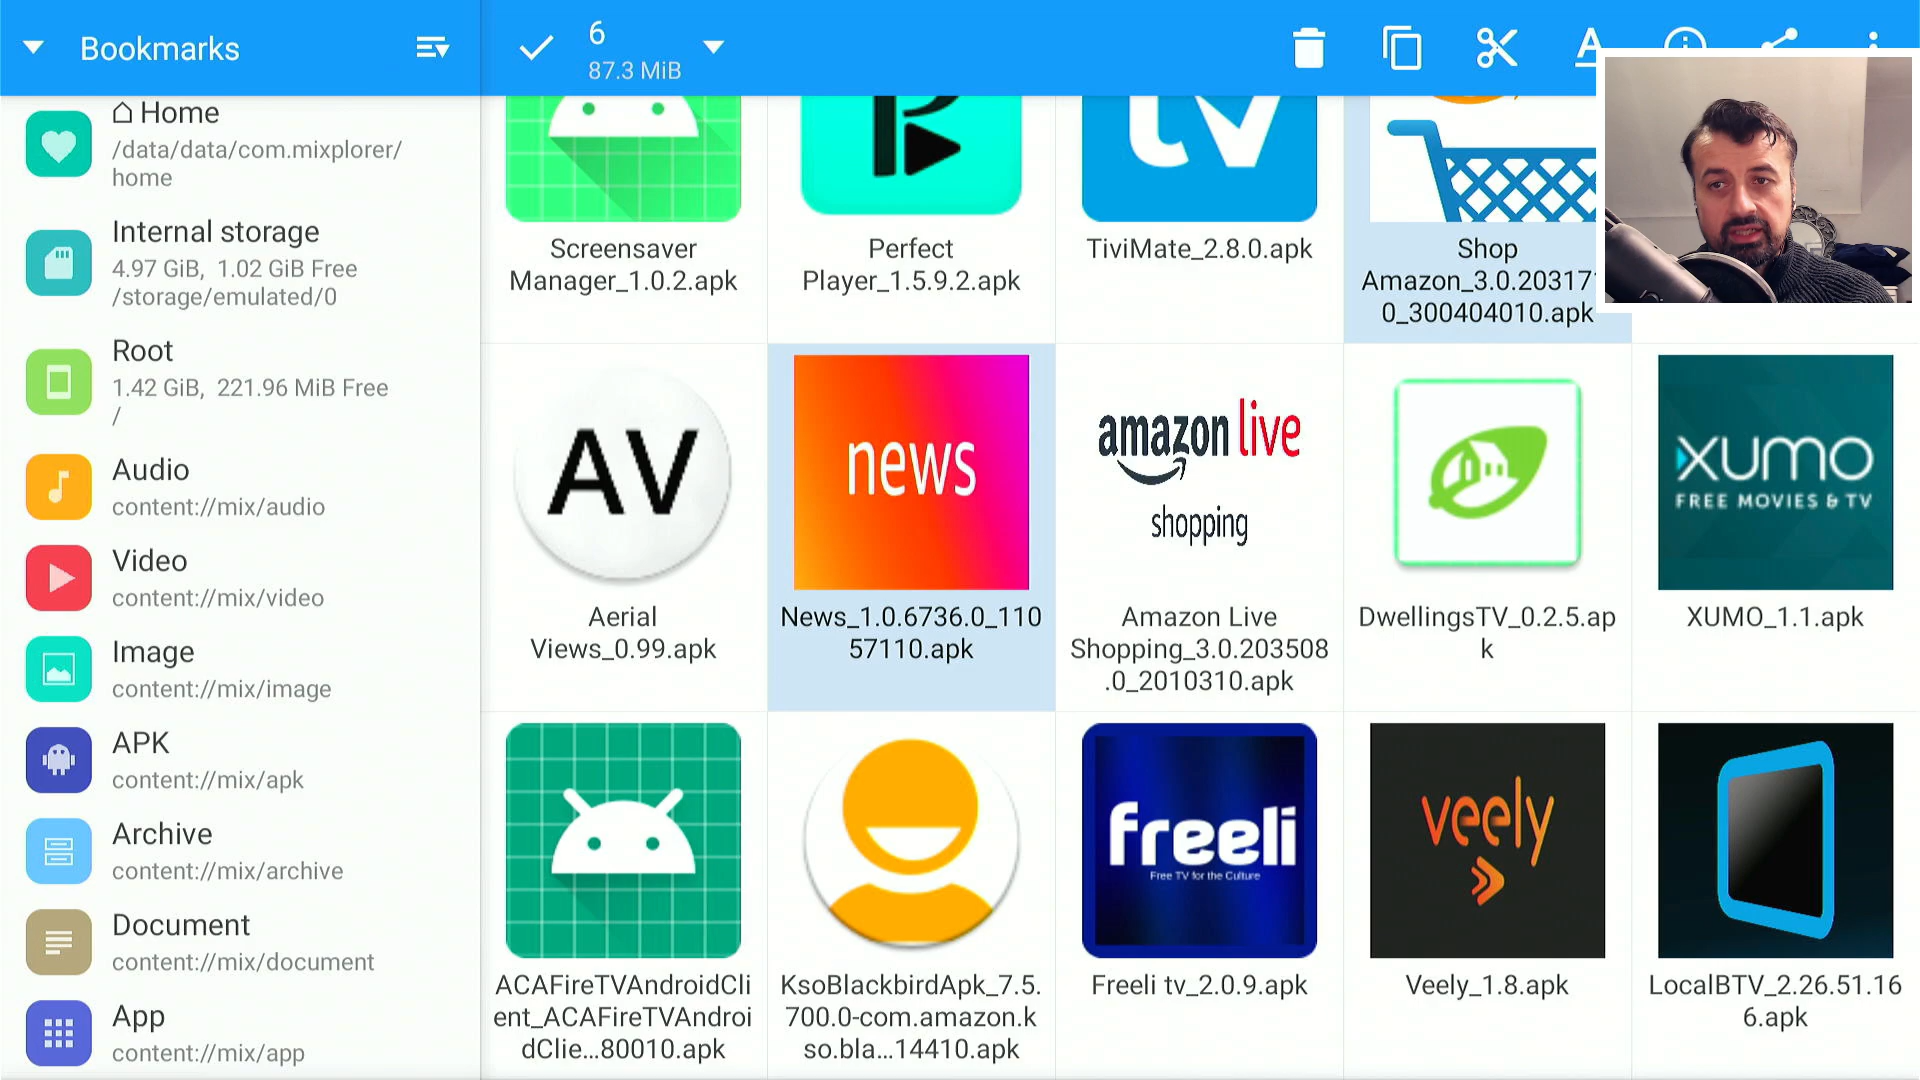 Bookmarks
6
87.3 MiB
Home
/data/data/com.mixplorer/
home
Internal storage
4.97 GiB, 1.02 GiB Free
/storage/emulated/0
Root
1.42 GiB, 221.96 MiB Free
/
Audio
content://mix/audio
Video
content://mix/video
Image
content://mix/image
APK
content://mix/apk
Archive
content://mix/archive
Document
content://mix/document
App
content://mix/app
tv
Screensaver
Manager_1.0.2.apk
Perfect
Player_1.5.9.2.apk
TiviMate_2.8.0.apk
Shop
Amazon_3.0.20317
0_300404010.apk
AV
Aerial
Views_0.99.apk
news
News_1.0.6736.0_110
57110.apk
amazon live
shopping
Amazon Live
Shopping_3.0.203508
.0_2010310.apk
DwellingsTV_0.2.5.ap
k
XUMO
FREE MOVIES & TV
XUMO_1.1.apk
ACAFireTVAndroidCli
ent_ACAFireTVAndroi
dClie...80010.apk
KsoBlackbirdApk_7.5.
700.0-com.amazon.k
so.bla...14410.apk
freeli
Free TV for the Culture
Freeli tv_2.0.9.apk
veely
Veely_1.8.apk
LocalBTV_2.26.51.16
6.apk